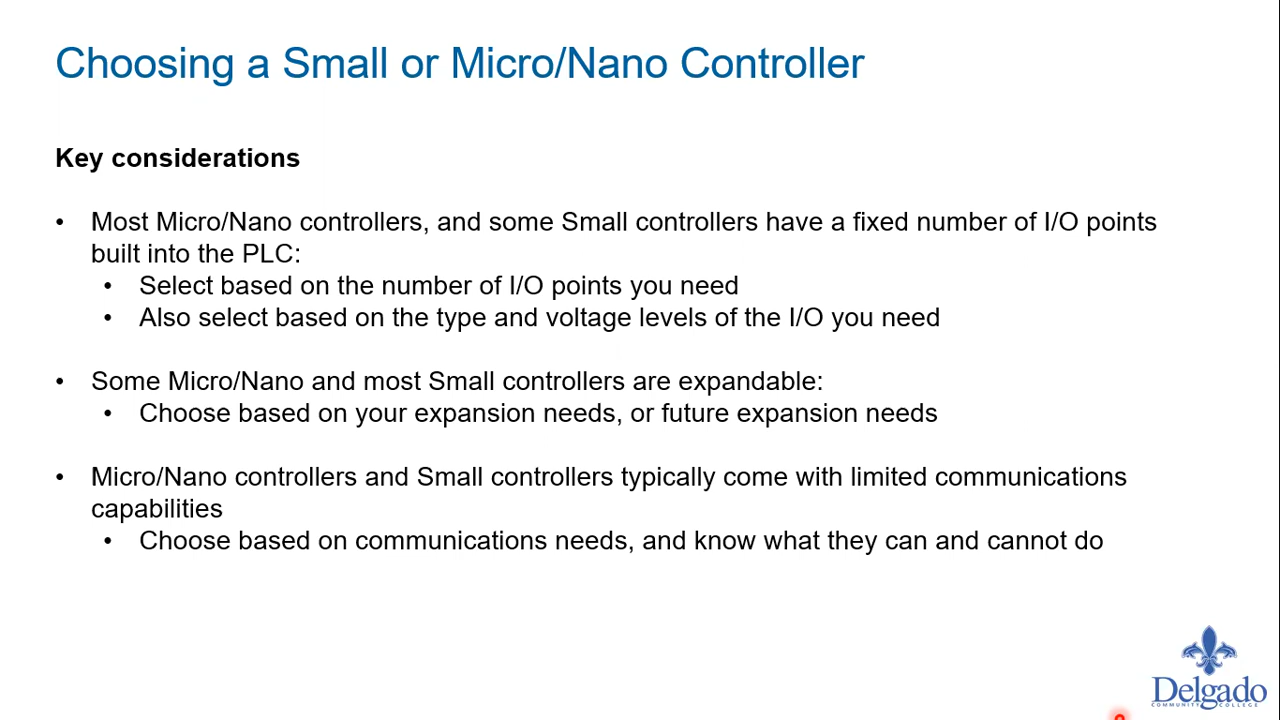 Choosing a Small or Micro/Nano Controller
Key considerations
• Most Micro/Nano controllers, and some Small controllers have a fixed number of I/O points
built into the PLC:
• Select based on the number of I/O points you need
• Also select based on the type and voltage levels of the I/O you need
• Some Micro/Nano and most Small controllers are expandable:
• Choose based on your expansion needs, or future expansion needs
• Micro/Nano controllers and Small controllers typically come with limited communications
capabilities
• Choose based on communications needs, and know what they can and cannot do
Delgado
COMMUNITY COLLEGE